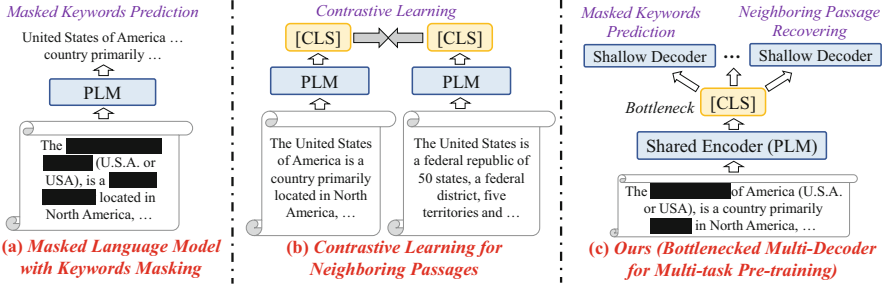 Masked Keywords Prediction
United States of America …
country primarily …
PLM
The
(U.S.A. or
USA), is a
located in
North America, …
(a) Masked Language Model
with Keywords Masking
Contrastive Learning
[CLS] [CLS]
PLM PLM
The United States
of America is a
country primarily
located in North
America, …
The United States is
a federal republic of
50 states, a federal
district, five
territories and …
(b) Contrastive Learning for
Neighboring Passages
Masked Keywords
Prediction
Neighboring Passage
Recovering
Shallow Decoder … Shallow Decoder
Bottleneck [CLS]
Shared Encoder (PLM)
The of America (U.S.A.
or USA), is a country primarily
in North America, …
(c) Ours (Bottlenecked Multi-Decoder
for Multi-task Pre-training)